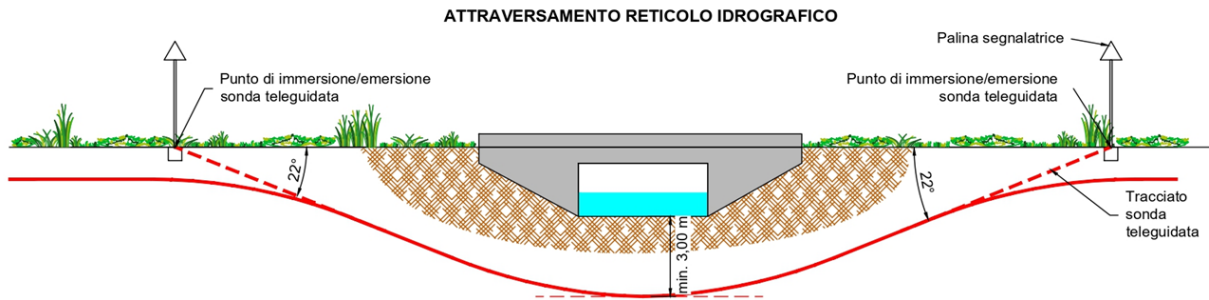 ATTRAVERSAMENTO RETICOLO IDROGRAFICO
Palina segnalatrice
Punto di immersione/emersione
sonda teleguidata
Punto di immersione/emersione
sonda teleguidata
22°
22°
min. 3,00 m
Tracciato
sonda
teleguidata